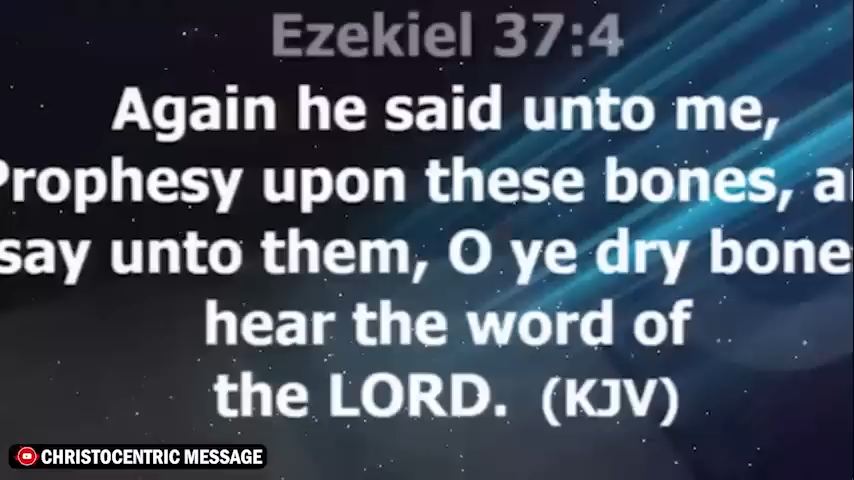 Ezekiel 37:4
Again he said unto me,
Prophesy upon these bones, a
say unto them, O ye dry bone
hear the word of
the LORD. (KJV)
CHRISTOCENTRIC MESSAGE